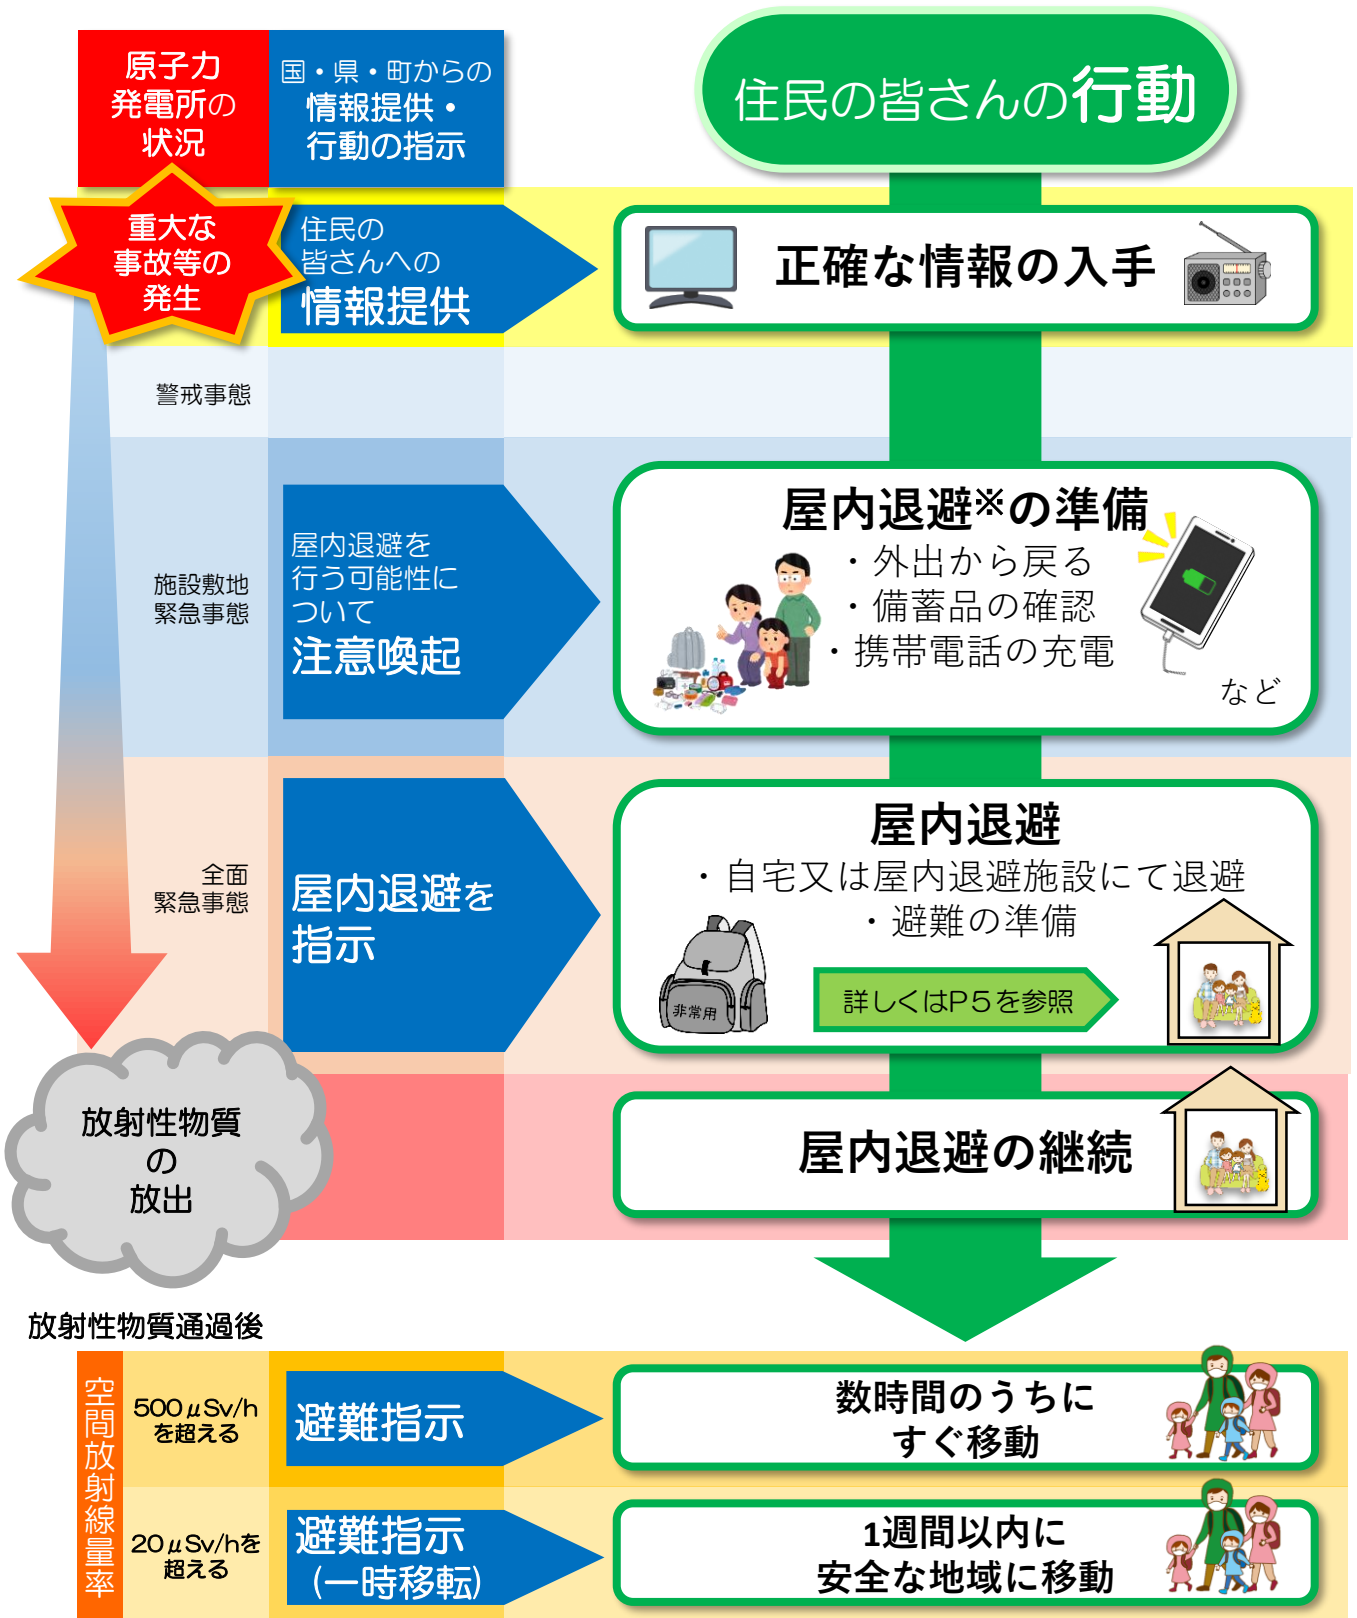 原子力
発電所の
状況
国・県・町からの
情報提供・
行動の指示
住民の皆さんの行動
重大な
事故等の
発生
住民の
皆さんへの
情報提供
正確な情報の入手
警戒事態
施設敷地
緊急事態
屋内退避を
行う可能性に
ついて
注意喚起
屋内退避※の準備
・外出から戻る
・備蓄品の確認
・携帯電話の充電
など
全面
緊急事態
屋内退避を
指示
屋内退避
・自宅又は屋内退避施設にて退避
・避難の準備
非常用
詳しくはP5を参照
放射性物質
の
放出
屋内退避の継続
放射性物質通過後
空間放射線量率
500μSv/h
を超える
避難指示
数時間のうちに
すぐ移動
20μSv/hを
超える
避難指示
(一時移転)
1週間以内に
安全な地域に移動